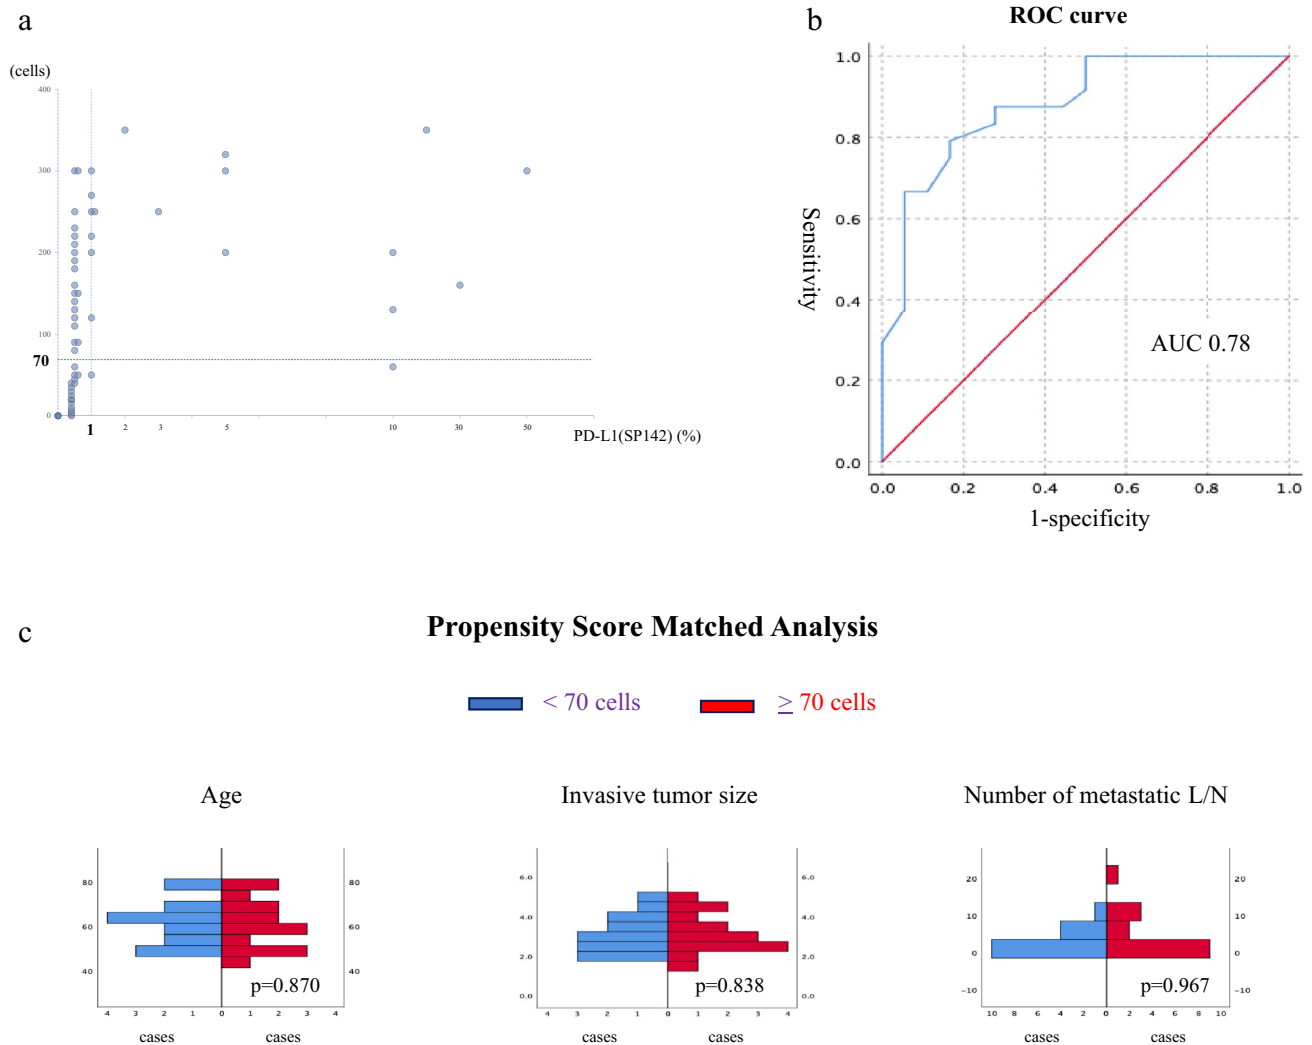 a
(cells)
400
300
200
100
70
0
1
2
3
5
10
30
50
PD-L1(SP142) (%)
b
ROC curve
1.0
0.8
0.6
0.4
0.2
0.0
Sensitivity
AUC 0.78
0.0 0.2 0.4 0.6 0.8 1.0
1-specificity
c
Propensity Score Matched Analysis
< 70 cells
≥ 70 cells
Age
80 80
60 60
40 40
p=0.870
4 3 2 1 0 1 2 3 4
cases cases
Invasive tumor size
6.0 6.0
4.0 4.0
2.0 2.0
0.0 0.0
p=0.838
4 3 2 1 0 1 2 3 4
cases cases
Number of metastatic L/N
20 20
10 10
0 0
-10 -10
p=0.967
10 8 6 4 2 0 2 4 6 8 10
cases cases